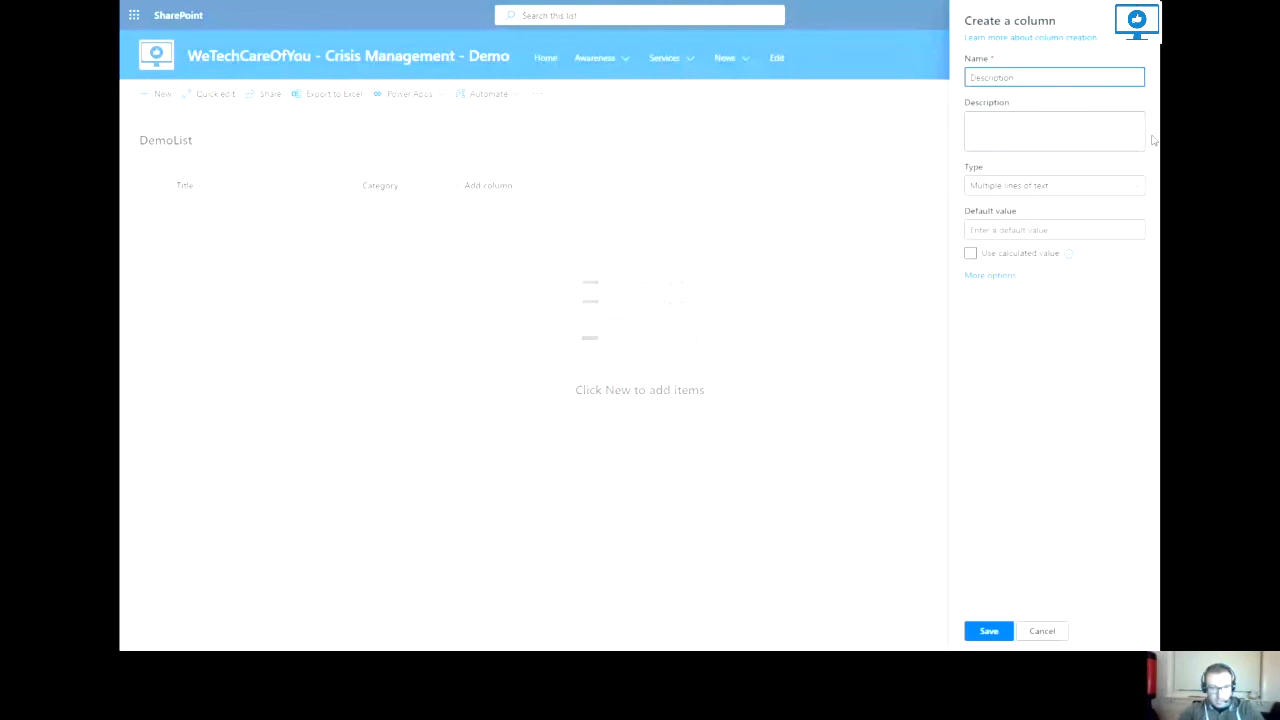 SharePoint
Search this list
WeTechCareOfYou - Crisis Management - Demo
Home Awareness Services News Edit
New Quick edit Share Export to Excel Power Apps Automate ...
DemoList
Title Category Add column
Click New to add items
Create a column
Learn more about column creation.
Name *
Description
Description
Type
Multiple lines of text
Default value
Enter a default value
Use calculated value
More options
Save Cancel